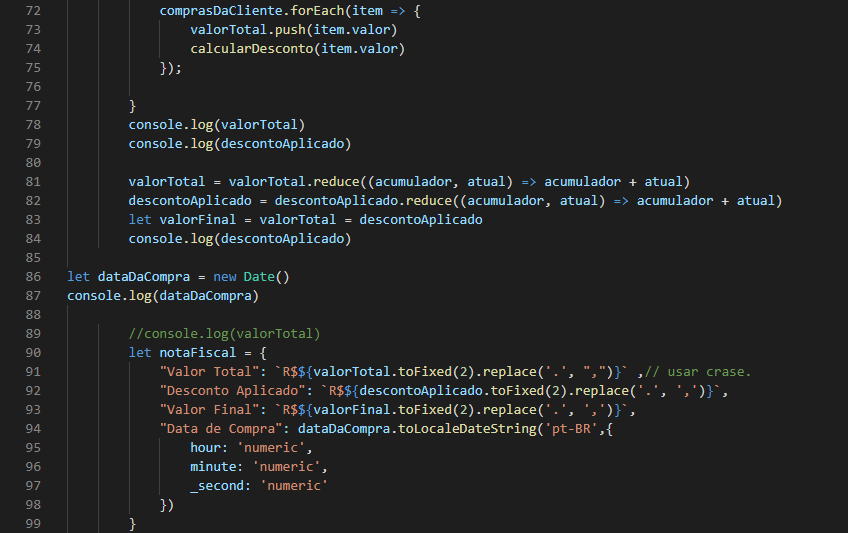 72 comprasDaCliente.forEach(item => {
73 valorTotal.push(item.valor)
74 calcularDesconto(item.valor)
75 });
76
77 }
78 console.log(valorTotal)
79 console.log(descontoAplicado)
80
81 valorTotal = valorTotal.reduce((acumulador, atual) => acumulador + atual)
82 descontoAplicado = descontoAplicado.reduce((acumulador, atual) => acumulador + atual)
83 let valorFinal = valorTotal = descontoAplicado
84 console.log(descontoAplicado)
85
86 let dataDaCompra = new Date()
87 console.log(dataDaCompra)
88
89 //console.log(valorTotal)
90 let notaFiscal = {
91 "Valor Total": `R$${valorTotal.toFixed(2).replace('.', ",")}` ,// usar crase.
92 "Desconto Aplicado": `R$${descontoAplicado.toFixed(2).replace('.', ',')}`,
93 "Valor Final": `R$${valorFinal.toFixed(2).replace('.', ',')}`,
94 "Data de Compra": dataDaCompra.toLocaleDateString('pt-BR',{
95 hour: 'numeric',
96 minute: 'numeric',
97 _second: 'numeric'
98 })
99 }